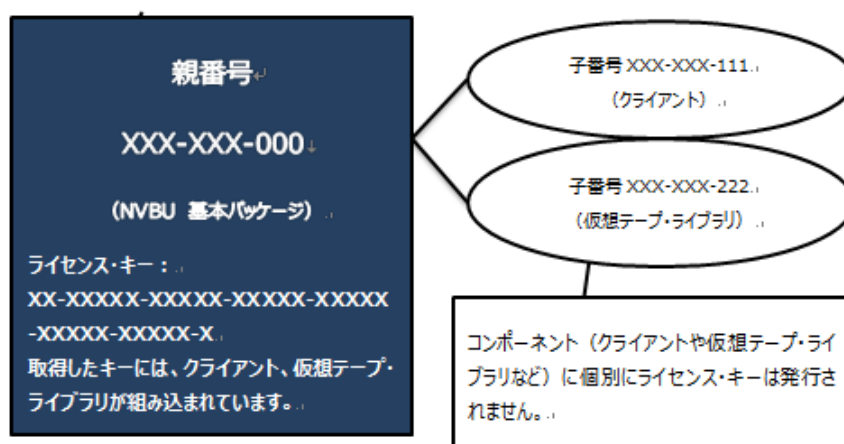 親番号
XXX-XXX-000
（NVBU 基本パッケージ）
ライセンス・キー：
XX-XXXXX-XXXXX-XXXXX-XXXXX
-XXXXX-XXXXX-X
取得したキーには、クライアント、仮想テープ・
ライブラリが組み込まれています。
子番号 XXX-XXX-111
（クライアント）
子番号 XXX-XXX-222
（仮想テープ・ライブラリ）
コンポーネント（クライアントや仮想テープ・ライ
ブラリなど）に個別にライセンス・キーは発行さ
れません。